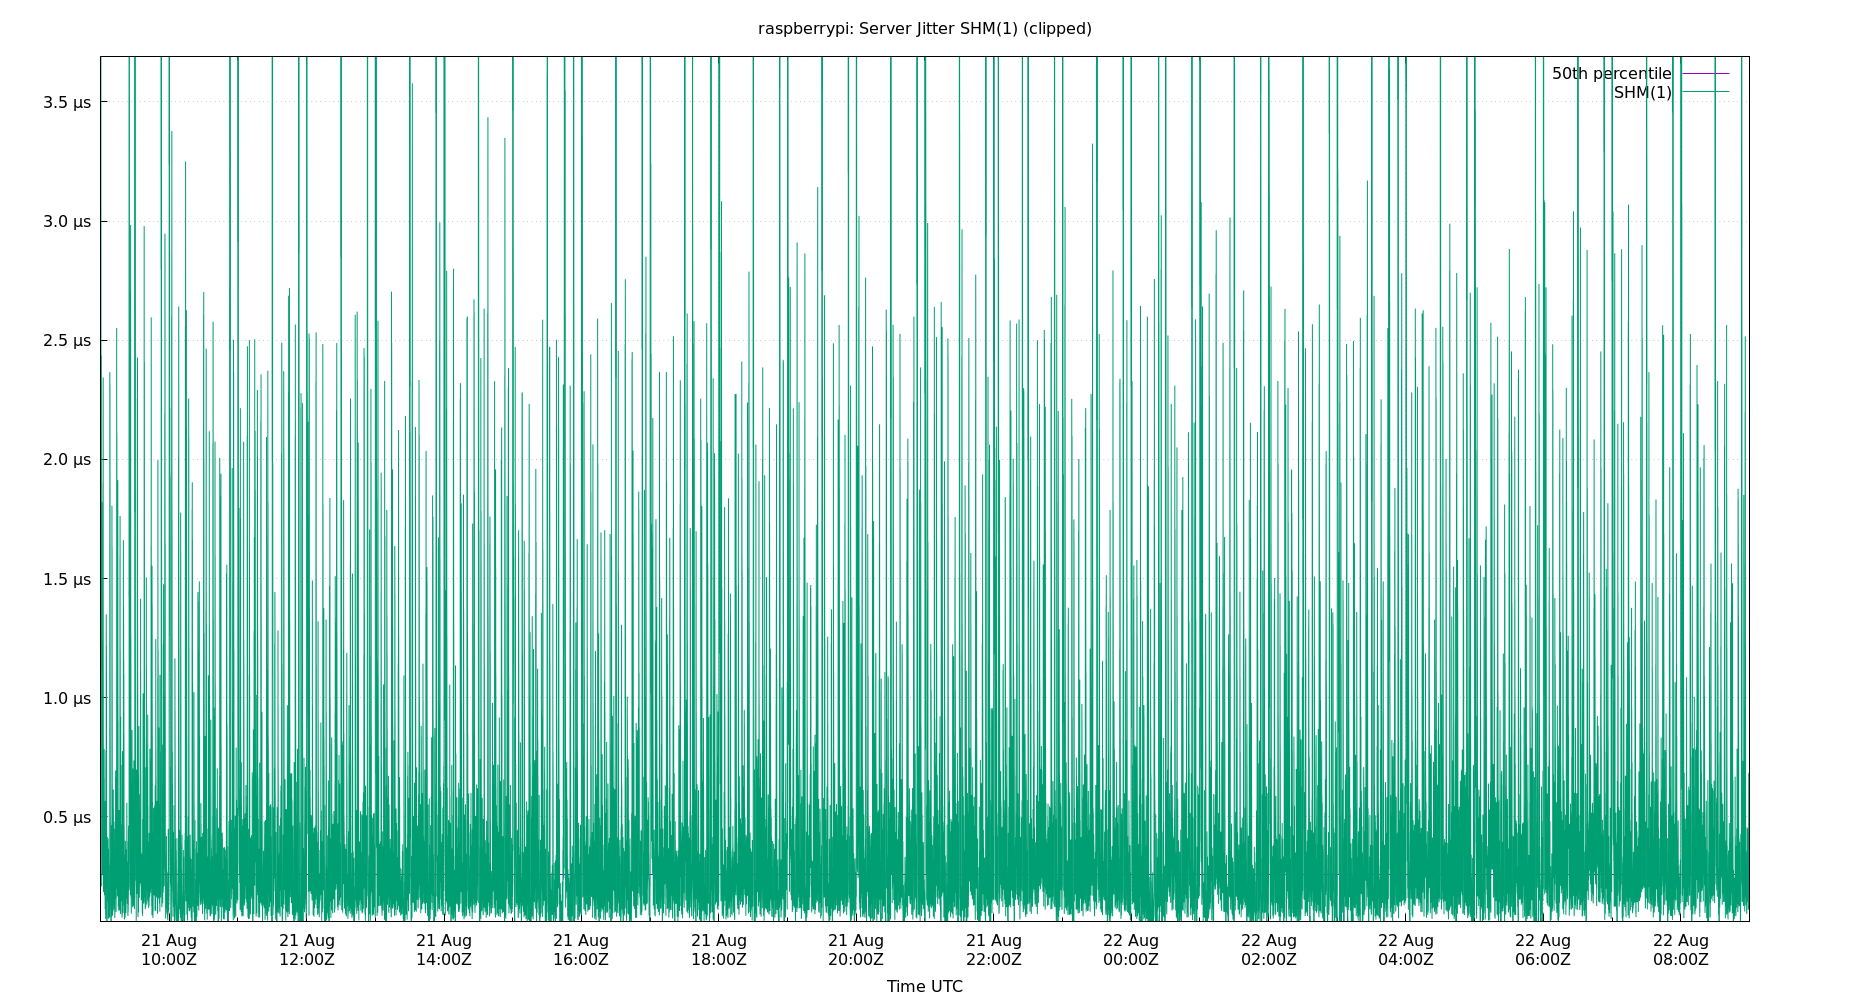 raspberrypi: Server Jitter SHM(1) (clipped)
50th percentile
SHM(1)
3.5 µs
3.0 µs
2.5 µs
2.0 µs
1.5 µs
1.0 µs
0.5 µs
21 Aug 21 Aug 21 Aug 21 Aug 21 Aug 21 Aug 21 Aug 22 Aug 22 Aug 22 Aug 22 Aug 22 Aug
10:00Z 12:00Z 14:00Z 16:00Z 18:00Z 20:00Z 22:00Z 00:00Z 02:00Z 04:00Z 06:00Z 08:00Z
Time UTC